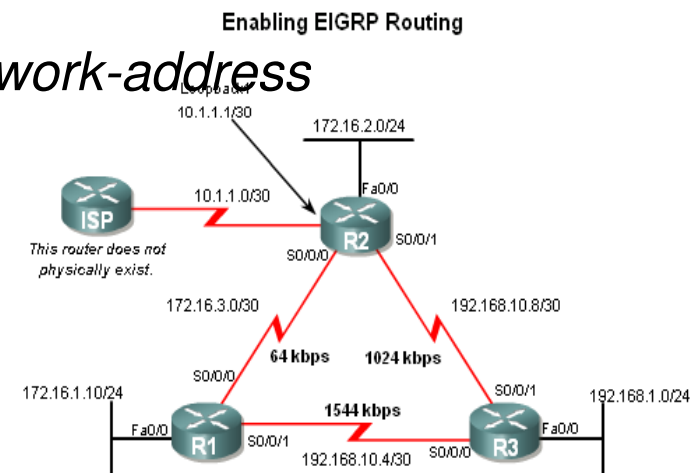 Enabling EIGRP Routing
work-address
10.1.1.1/30
172.16.2.0/24
Fa0/0
10.1.1.0/30
ISP
R2
S0/0/1
This router does not
physically exist.
S0/0/0
172.16.3.0/30
192.168.10.8/30
64 kbps
1024 kbps
S0/0/0
S0/0/1
172.16.1.10/24
192.168.1.0/24
1544 kbps
Fa0/0
R1
S0/0/1
S0/0/0
R3
Fa0/0
192.168.10.4/30